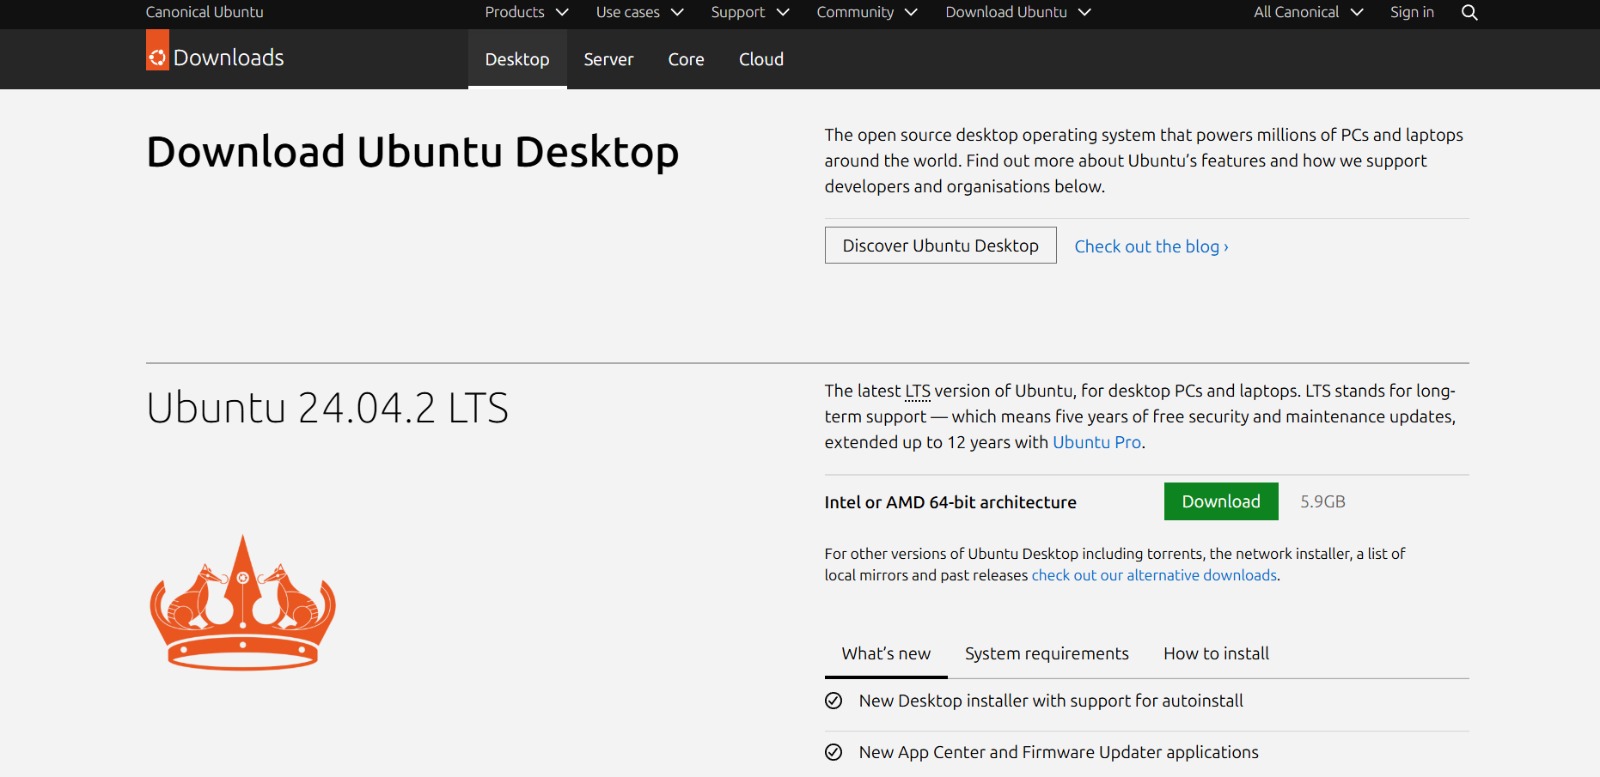 Canonical Ubuntu
Products
Use cases
Support
Community
Download Ubuntu
All Canonical
Sign in
Downloads
Desktop
Server
Core
Cloud
Download Ubuntu Desktop
The open source desktop operating system that powers millions of PCs and laptops
around the world. Find out more about Ubuntu’s features and how we support
developers and organisations below.
Discover Ubuntu Desktop
Check out the blog ›
Ubuntu 24.04.2 LTS
The latest LTS version of Ubuntu, for desktop PCs and laptops. LTS stands for long-
term support — which means five years of free security and maintenance updates,
extended up to 12 years with Ubuntu Pro.
Intel or AMD 64-bit architecture
Download
5.9GB
For other versions of Ubuntu Desktop including torrents, the network installer, a list of
local mirrors and past releases check out our alternative downloads.
What’s new
System requirements
How to install
New Desktop installer with support for autoinstall
New App Center and Firmware Updater applications